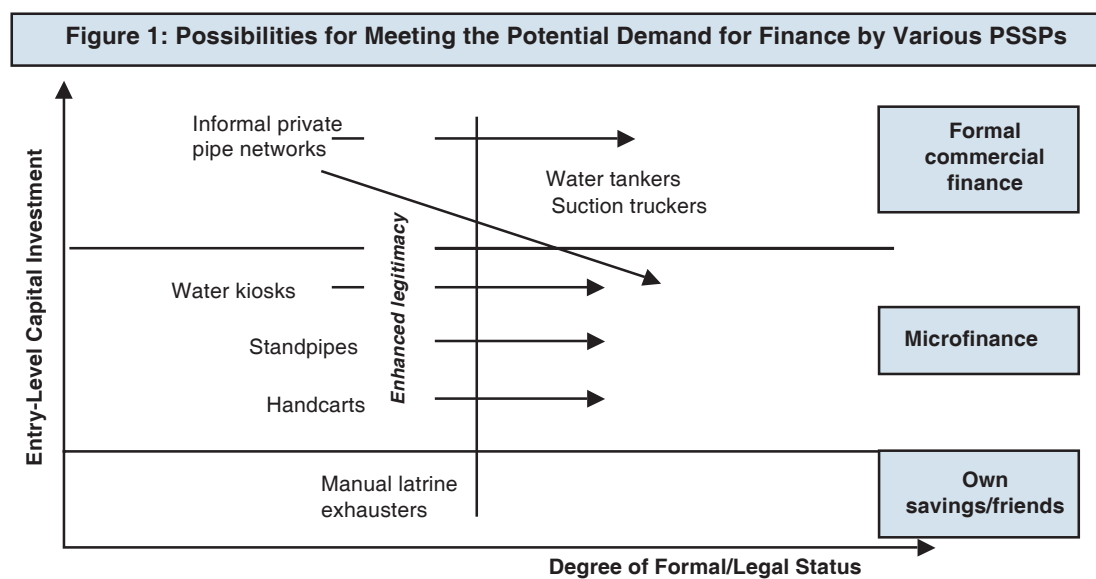 Figure 1: Possibilities for Meeting the Potential Demand for Finance by Various PSSPs
Entry-Level Capital Investment
Informal private
pipe networks
Water tankers
Suction truckers
Formal
commercial
finance
Enhanced legitimacy
Water kiosks
Standpipes
Handcarts
Microfinance
Manual latrine
exhausters
Own
savings/friends
Degree of Formal/Legal Status